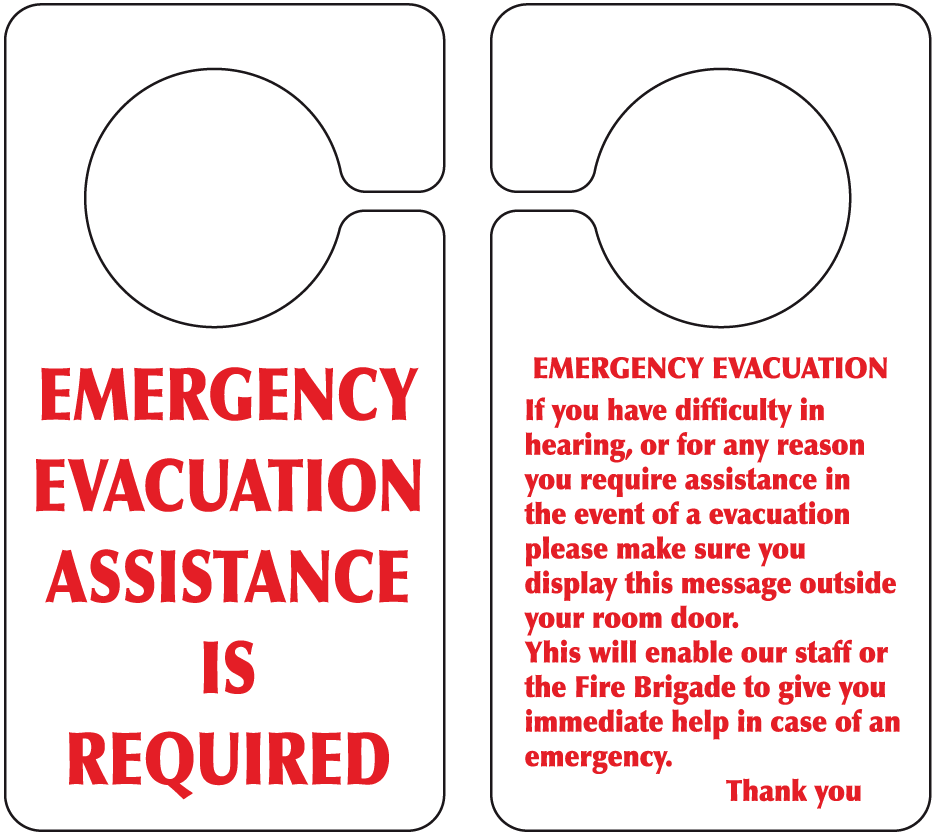 EMERGENCY
EVACUATION
ASSISTANCE
IS
REQUIRED
EMERGENCY EVACUATION
If you have difficulty in
hearing, or for any reason
you require assistance in
the event of a evacuation
please make sure you
display this message outside
your room door.
Yhis will enable our staff or
the Fire Brigade to give you
immediate help in case of an
emergency.
Thank you